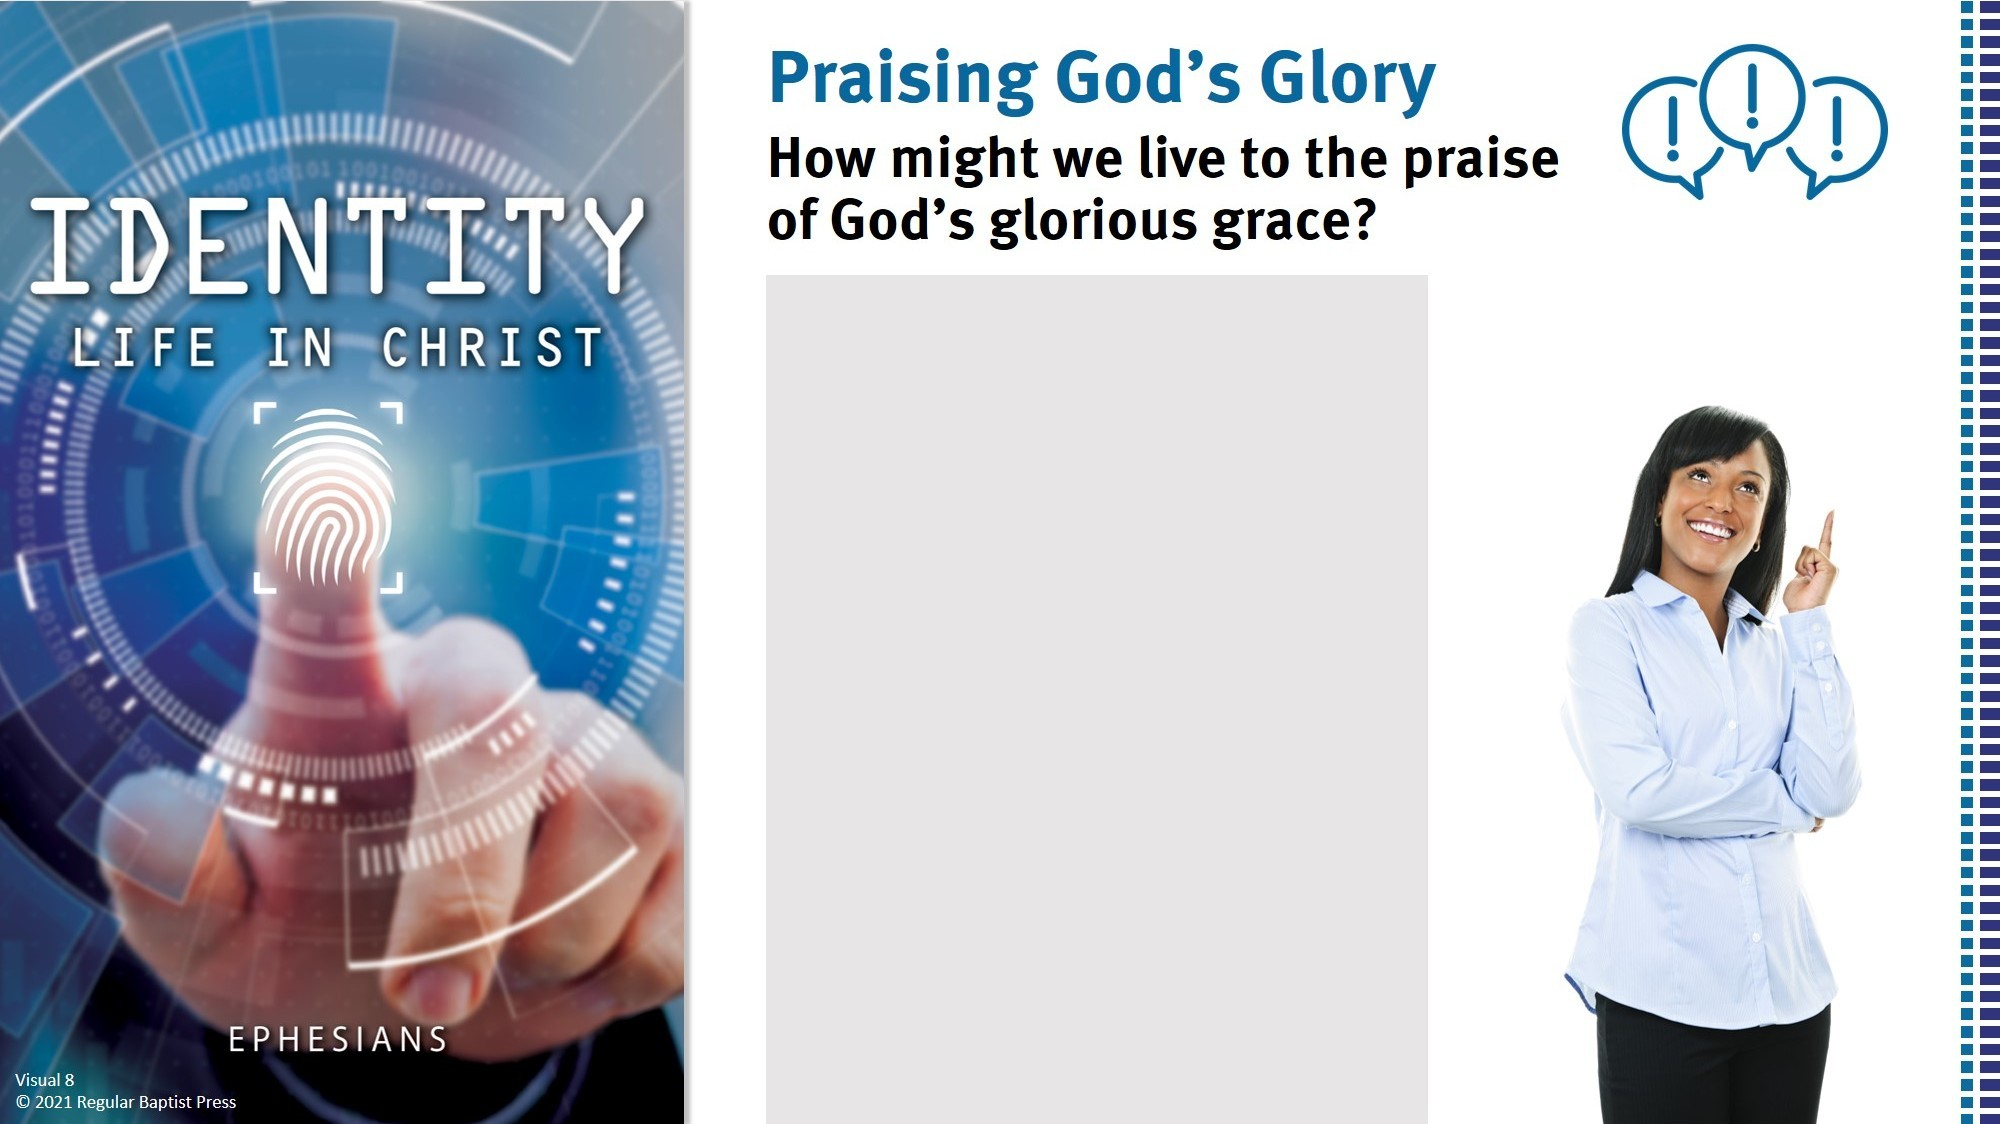 IDENTITY
LIFE IN CHRIST
EPHESIANS
Visual 8
© 2021 Regular Baptist Press
Praising God's Glory
How might we live to the praise
of God's glorious grace?